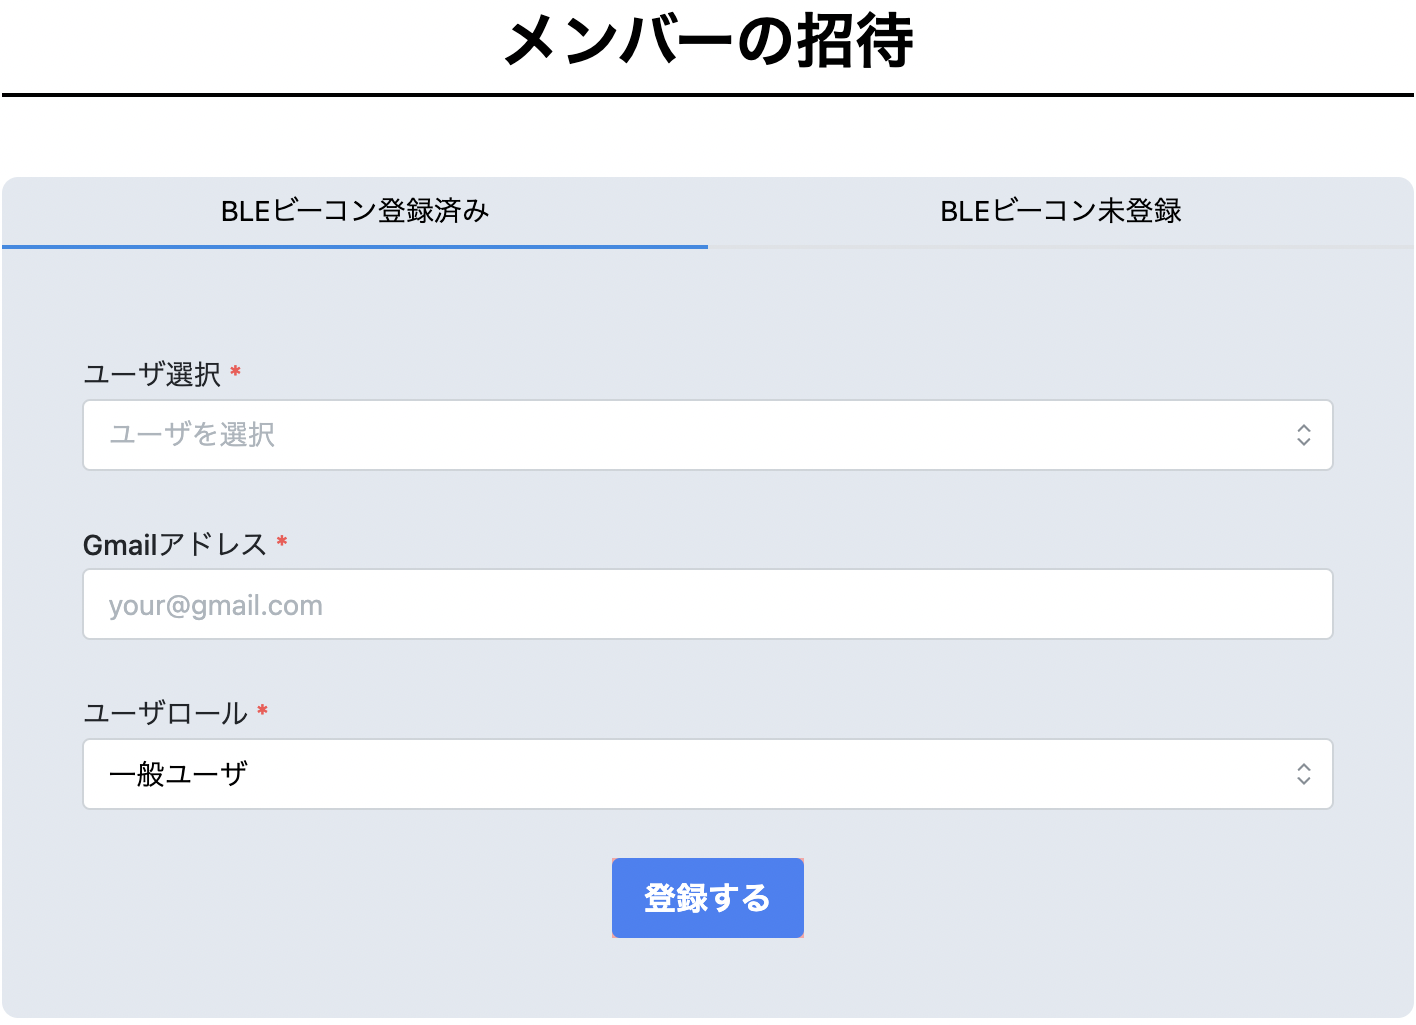 メンバーの招待
BLEビーコン登録済み
BLEビーコン未登録
ユーザ選択 *
ユーザを選択
Gmailアドレス *
your@gmail.com
ユーザロール *
一般ユーザ
登録する